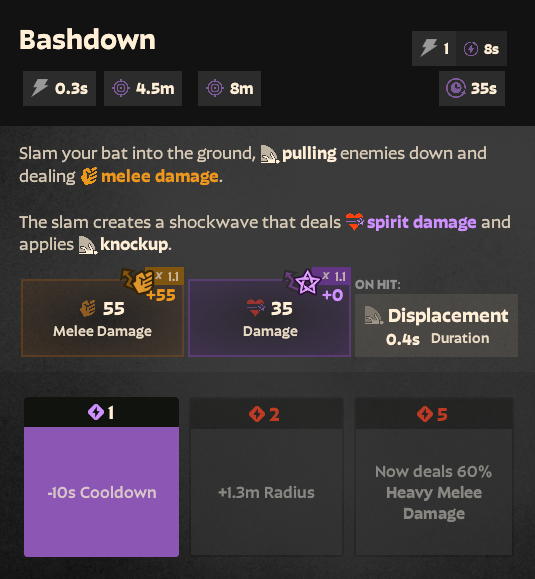 Bashdown
1 8s
0.3s 4.5m 8m 35s
Slam your bat into the ground, pulling enemies down and
dealing melee damage.
The slam creates a shockwave that deals spirit damage and
applies knockup.
x 1.1
+55
55
Melee Damage
x 1.1
+0
35
Damage
ON HIT:
Displacement
0.4s Duration
1
-10s Cooldown
2
+1.3m Radius
5
Now deals 60%
Heavy Melee
Damage